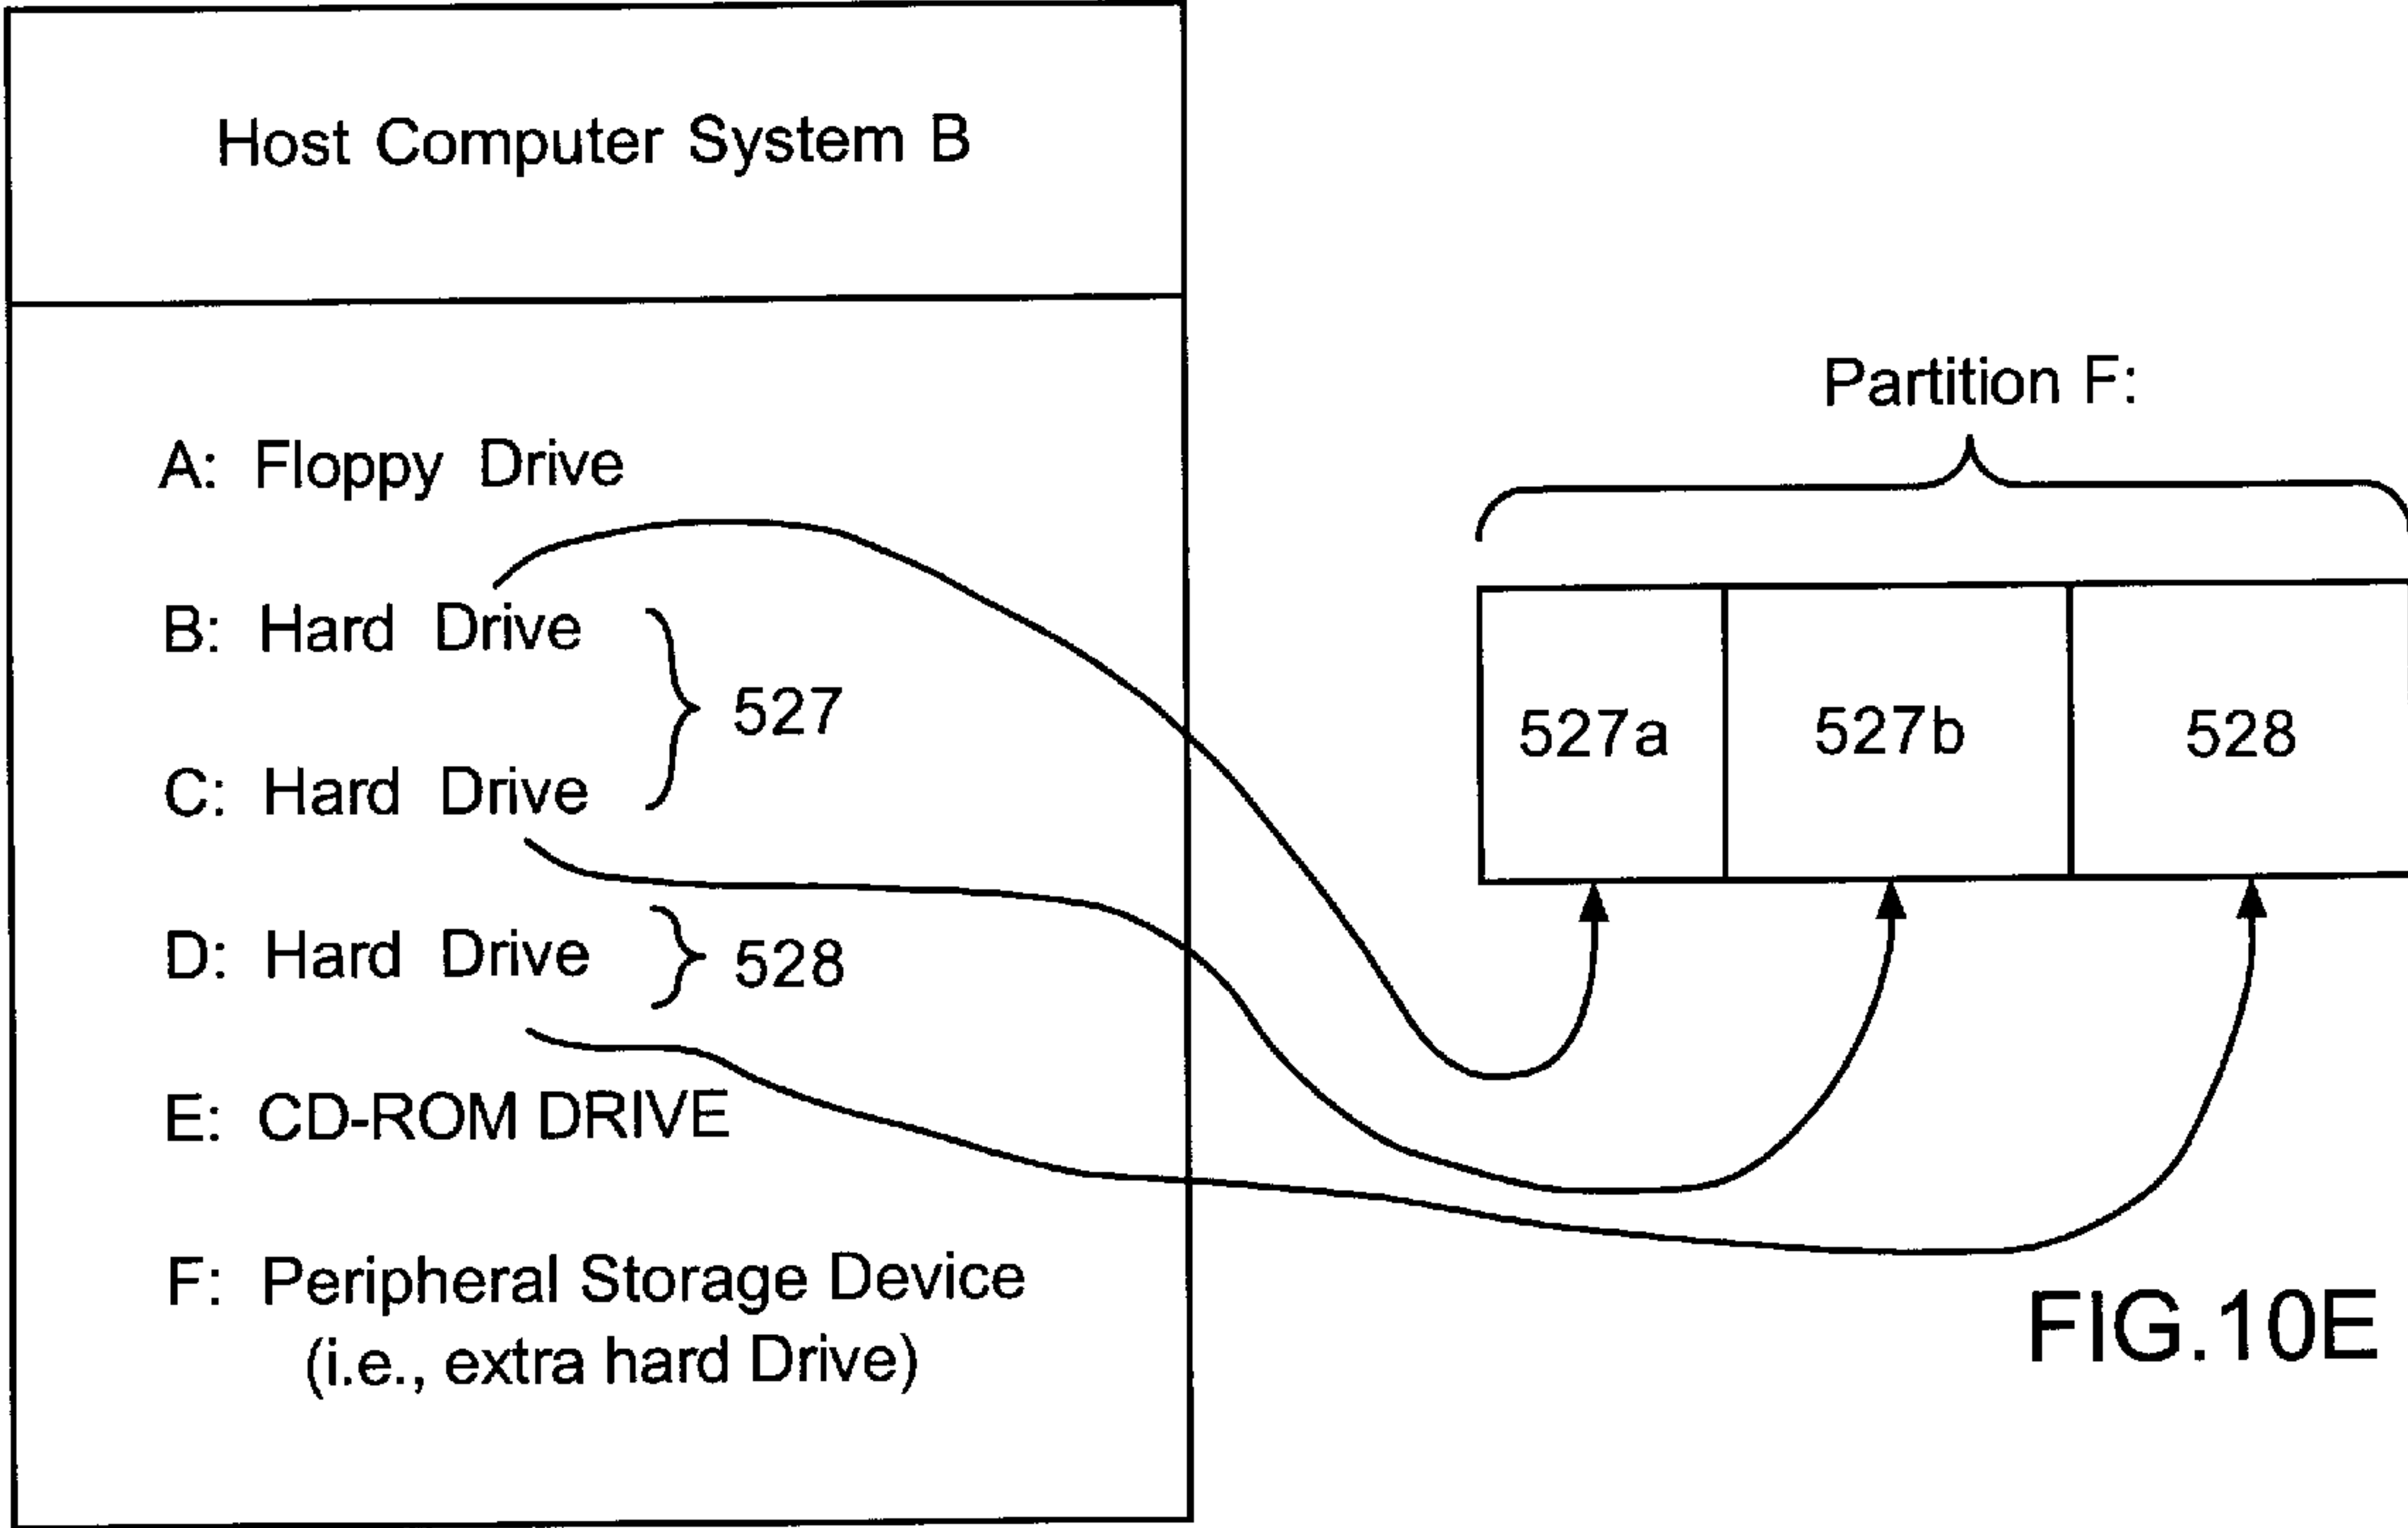 Host Computer System B
A: Floppy Drive
B: Hard Drive
527
C: Hard Drive
D: Hard Drive
528
E: CD-ROM DRIVE
F: Peripheral Storage Device
(i.e., extra hard Drive)
Partition F:
527a
527b
528
FIG.10E